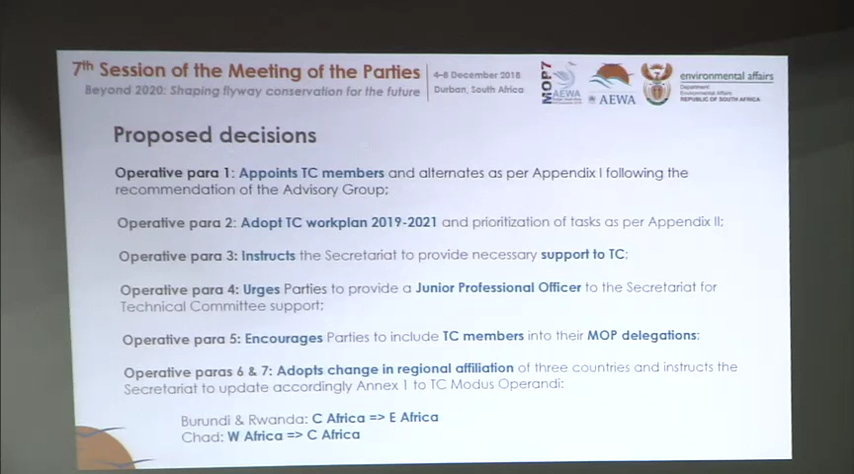 7th Session of the Meeting of the Parties
Beyond 2020: Shaping flyway conservation for the future
4–8 December 2018
Durban, South Africa
MOP7
AEWA
AEWA
environmental affairs
Department:
Environmental Affairs
REPUBLIC OF SOUTH AFRICA
Proposed decisions
Operative para 1: Appoints TC members and alternates as per Appendix I following the
recommendation of the Advisory Group;
Operative para 2: Adopt TC workplan 2019-2021 and prioritization of tasks as per Appendix II;
Operative para 3: Instructs the Secretariat to provide necessary support to TC;
Operative para 4: Urges Parties to provide a Junior Professional Officer to the Secretariat for
Technical Committee support;
Operative para 5: Encourages Parties to include TC members into their MOP delegations;
Operative paras 6 & 7: Adopts change in regional affiliation of three countries and instructs the
Secretariat to update accordingly Annex 1 to TC Modus Operandi:
Burundi & Rwanda: C Africa => E Africa
Chad: W Africa => C Africa